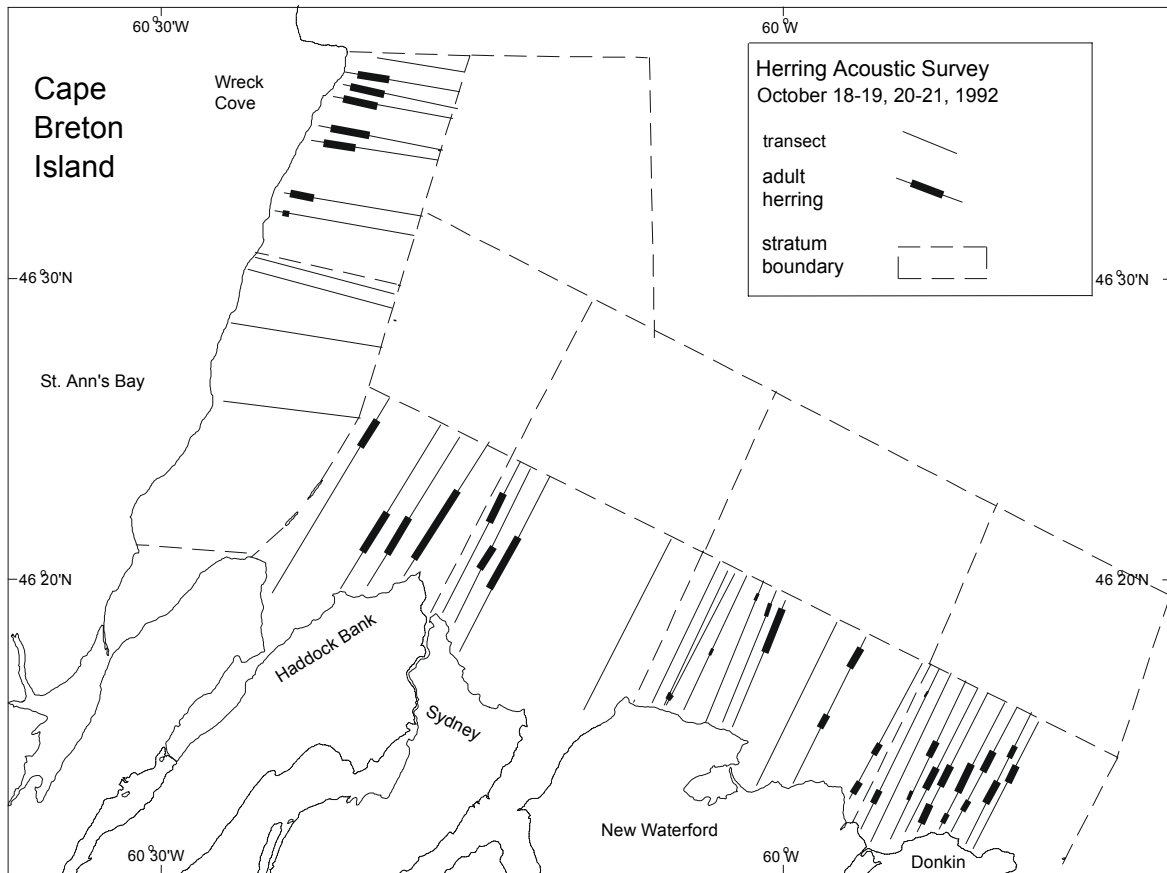 60 30'W
60 W
Cape
Breton
Island
Wreck
Cove
Herring Acoustic Survey
October 18-19, 20-21, 1992
transect
adult
herring
stratum
boundary
46 30'N
46 30'N
St. Ann's Bay
46 20'N
46 20'N
Haddock Bank
Sydney
New Waterford
Donkin
60 30'W
60 W